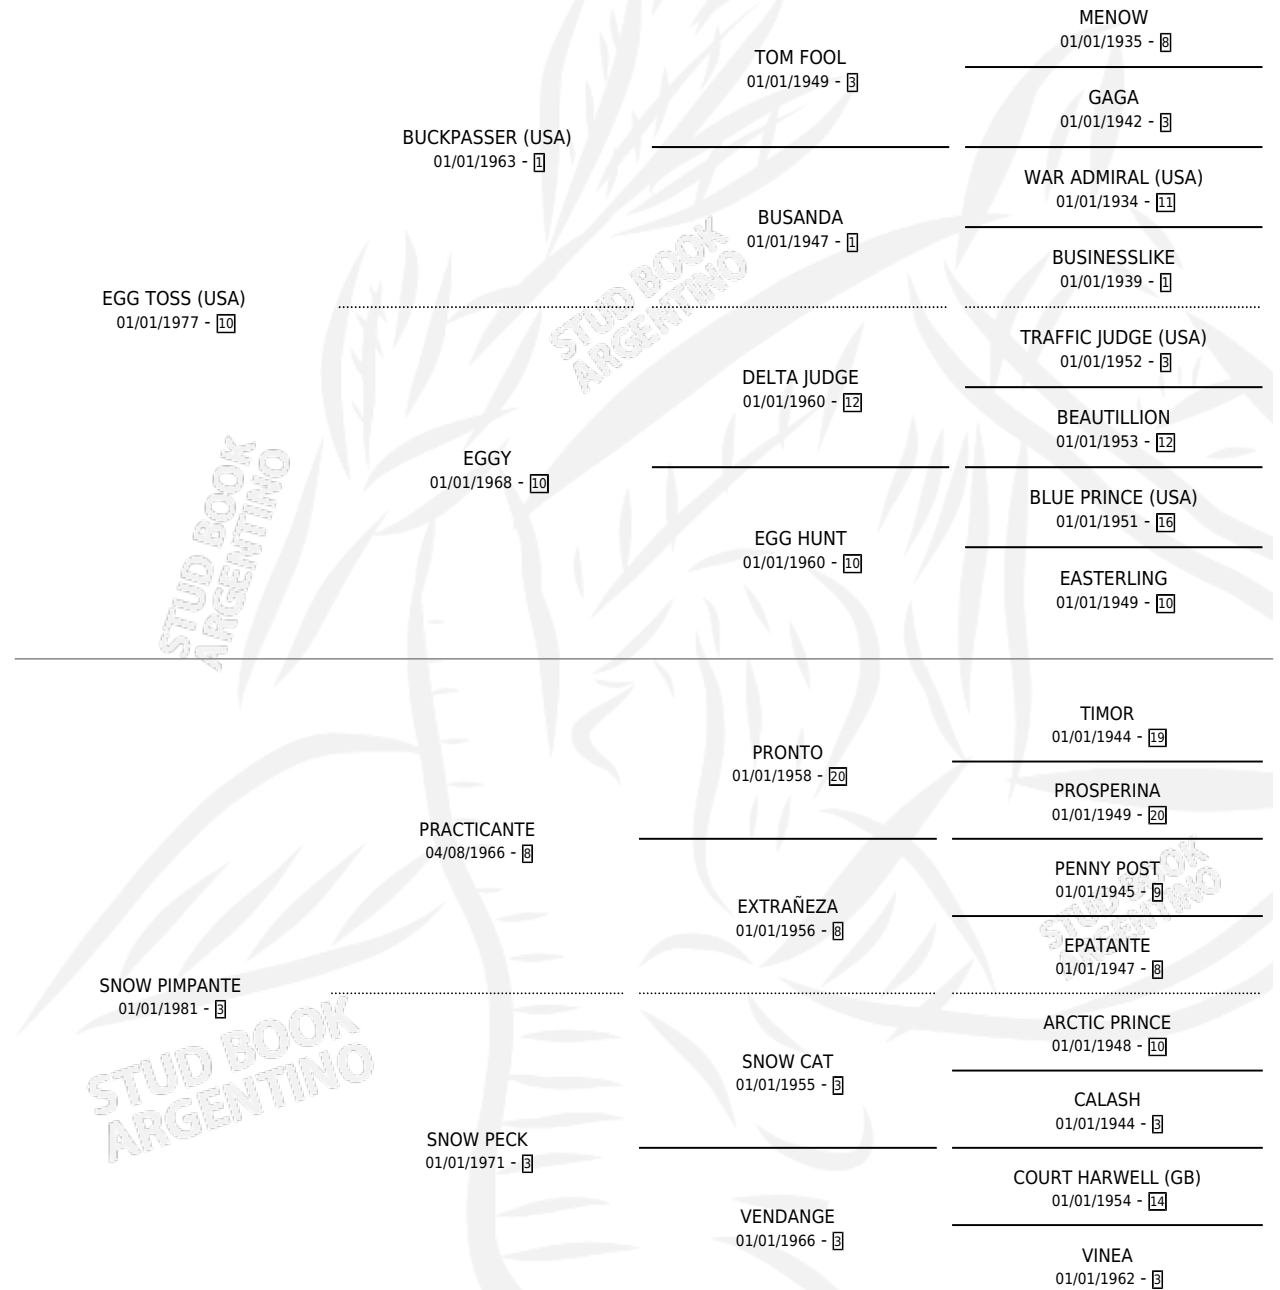 MENOW
01/01/1935 - 8
TOM FOOL
01/01/1949 - 3
GAGA
01/01/1942 - 3
BUCKPASSER (USA)
01/01/1963 - 1
WAR ADMIRAL (USA)
01/01/1934 - 11
BUSANDA
01/01/1947 - 1
BUSINESSLIKE
01/01/1939 - 1
EGG TOSS (USA)
01/01/1977 - 10
TRAFFIC JUDGE (USA)
01/01/1952 - 3
DELTA JUDGE
01/01/1960 - 12
BEAUTILLION
01/01/1953 - 12
EGGY
01/01/1968 - 10
BLUE PRINCE (USA)
01/01/1951 - 16
EGG HUNT
01/01/1960 - 10
EASTERLING
01/01/1949 - 10
STUD BOOK
ARGENTINO
STUD BOOK
ARGENTINO
TIMOR
01/01/1944 - 19
PRONTO
01/01/1958 - 20
PROSPERINA
01/01/1949 - 20
PRACTICANTE
04/08/1966 - 8
PENNY POST
01/01/1945 - 9
EXTRAÑEZA
01/01/1956 - 8
EPATANTE
01/01/1947 - 8
SNOW PIMPANTE
01/01/1981 - 3
ARCTIC PRINCE
01/01/1948 - 10
SNOW CAT
01/01/1955 - 3
CALASH
01/01/1944 - 3
SNOW PECK
01/01/1971 - 3
COURT HARWELL (GB)
01/01/1954 - 14
VENDANGE
01/01/1966 - 3
VINEA
01/01/1962 - 3
STUD BOOK
ARGENTINO
STUD BOOK
ARGENTINO